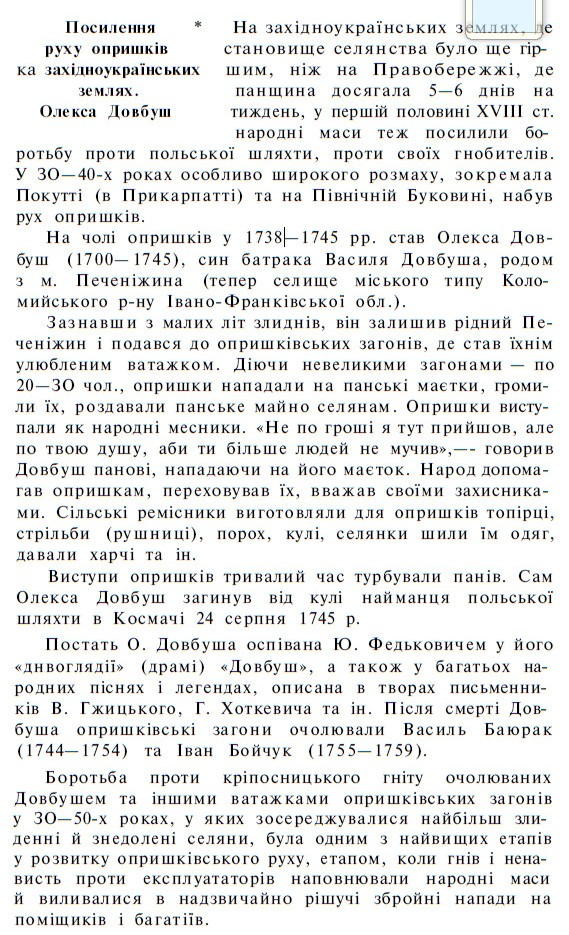 Посилення *
руху опришків
ка західноукраїнських
землях.
Олекса Довбуш
На західноукраїнських землях, де
становище селянства було ще гір-
шим, ніж на Правобережжі, де
панщина досягала 5—6 днів на
тиждень, у першій половині XVIII ст.
народні маси теж посилили бо-
ротьбу проти польської шляхти, проти своїх гнобителів.
У ЗО—40-х роках особливо широкого розмаху, зокремала
Покутті (в Прикарпатті) та на Північній Буковині, набув
рух опришків.
На чолі опришків у 1738—1745 рр. став Олекса Дов-
буш (1700—1745), син батрака Василя Довбуша, родом
з м. Печеніжина (тепер селище міського типу Коло-
мийського р-ну Івано-Франківської обл.).
Зазнавши з малих літ злиднів, він залишив рідний Пе-
ченіжин і подався до опришківських загонів, де став їхнім
улюбленим ватажком. Діючи невеликими загонами — по
20—ЗО чол., опришки нападали на панські маєтки, громи-
ли їх, роздавали панське майно селянам. Опришки висту-
пали як народні месники. «Не по гроші я тут прийшов, але
по твою душу, аби ти більше людей не мучив»,—- говорив
Довбуш панові, нападаючи на його маєток. Народ допома-
гав опришкам, переховував їх, вважав своїми захисника-
ми. Сільські ремісники виготовляли для опришків топірці,
стрільби (рушниці), порох, кулі, селянки шили їм одяг,
давали харчі та ін.
Виступи опришків тривалий час турбували панів. Сам
Олекса Довбуш загинув від кулі найманця польської
шляхти в Космачі 24 серпня 1745 р.
Постать О. Довбуша оспівана Ю. Федьковичем у його
«днвоглядії» (драмі) «Довбуш», а також у багатьох на-
родних піснях і легендах, описана в творах письменни-
ків В. Гжицького, Г. Хоткевича та ін. Після смерті Дов-
буша опришківські загони очолювали Василь Баюрак
(1744—1754) та Іван Бойчук (1755—1759).
Боротьба проти кріпосницького гніту очолюваних
Довбушем та іншими ватажками опришківських загонів
у ЗО—50-х роках, у яких зосереджувалися найбільш зли-
денні й знедолені селяни, була одним з найвищих етапів
у розвитку опришківського руху, етапом, коли гнів і нена-
висть проти експлуататорів наповнювали народні маси
й виливалися в надзвичайно рішучі збройні напади на
поміщиків і багатіїв.